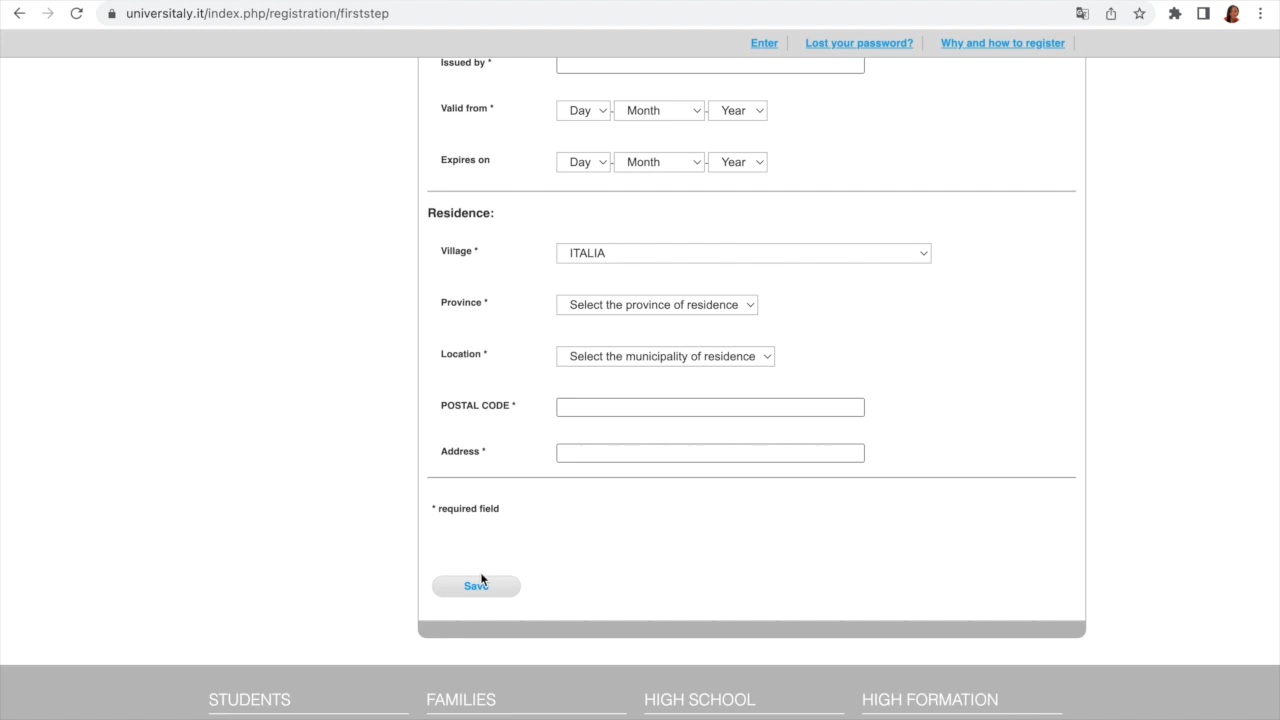 universitaly.it/index.php/registration/firststep
Enter Lost your password? Why and how to register
Issued by *
Valid from * Day - Month - Year
Expires on Day - Month - Year
Residence:
Village * ITALIA
Province * Select the province of residence
Location * Select the municipality of residence
POSTAL CODE *
Address *
* required field
Save
STUDENTS FAMILIES HIGH SCHOOL HIGH FORMATION